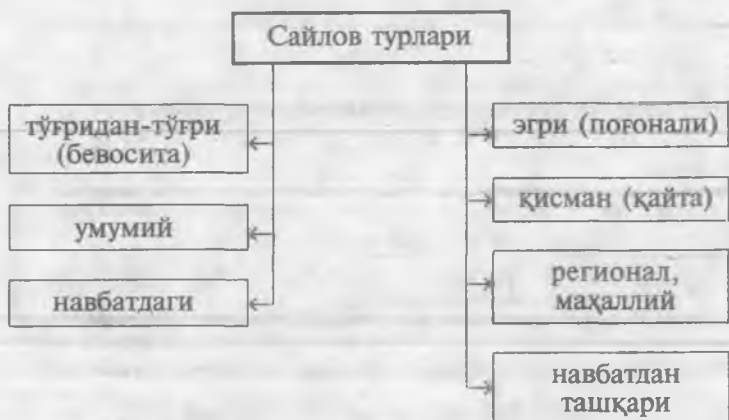 Сайлов турлари
тўғридан-тўғри
(бевосита)
умумий
навбатдаги
эгри (поғонали)
қисман (қайта)
регионал,
маҳаллий
навбатдан
ташқари